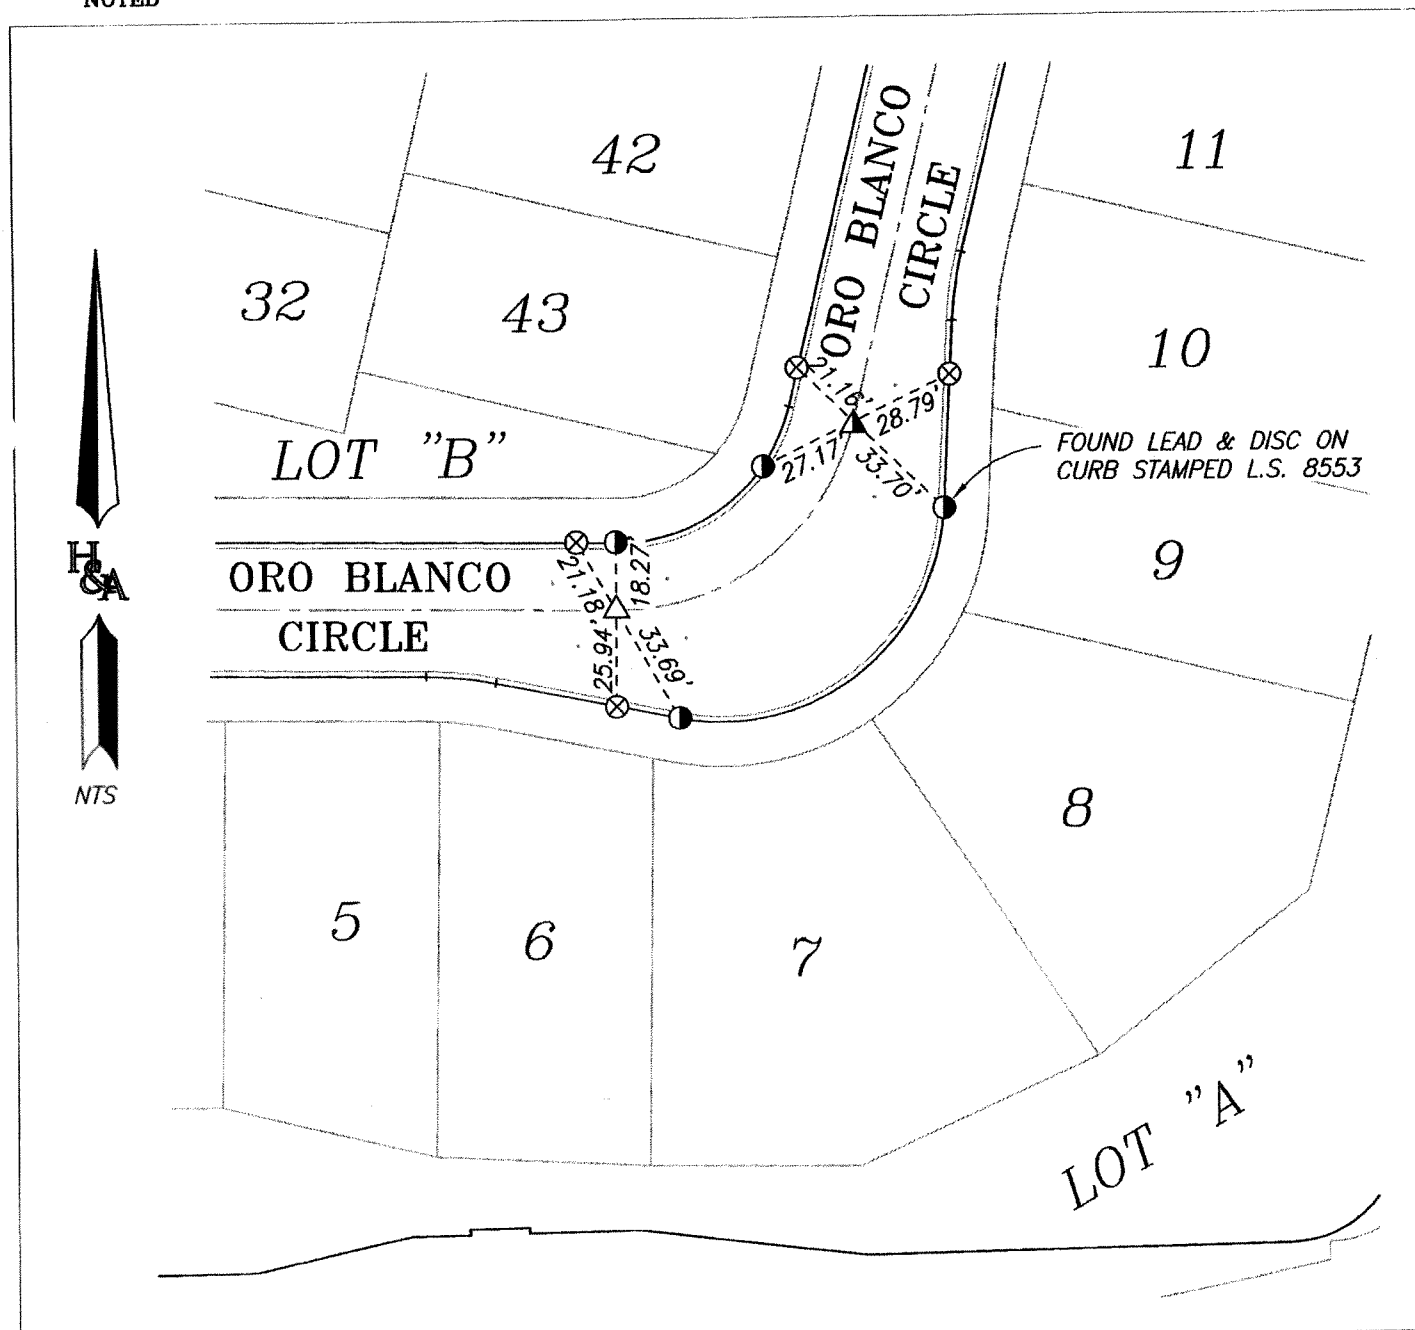 NOTED
42
11
ORO BLANCO
CIRCLE
32
43
10
21.16'
28.79'
27.17'
33.70'
LOT "B"
FOUND LEAD & DISC ON
CURB STAMPED L.S. 8553
H&A
9
ORO BLANCO
CIRCLE
21.18'
18.27'
25.94'
33.69'
NTS
8
5
6
7
LOT "A"